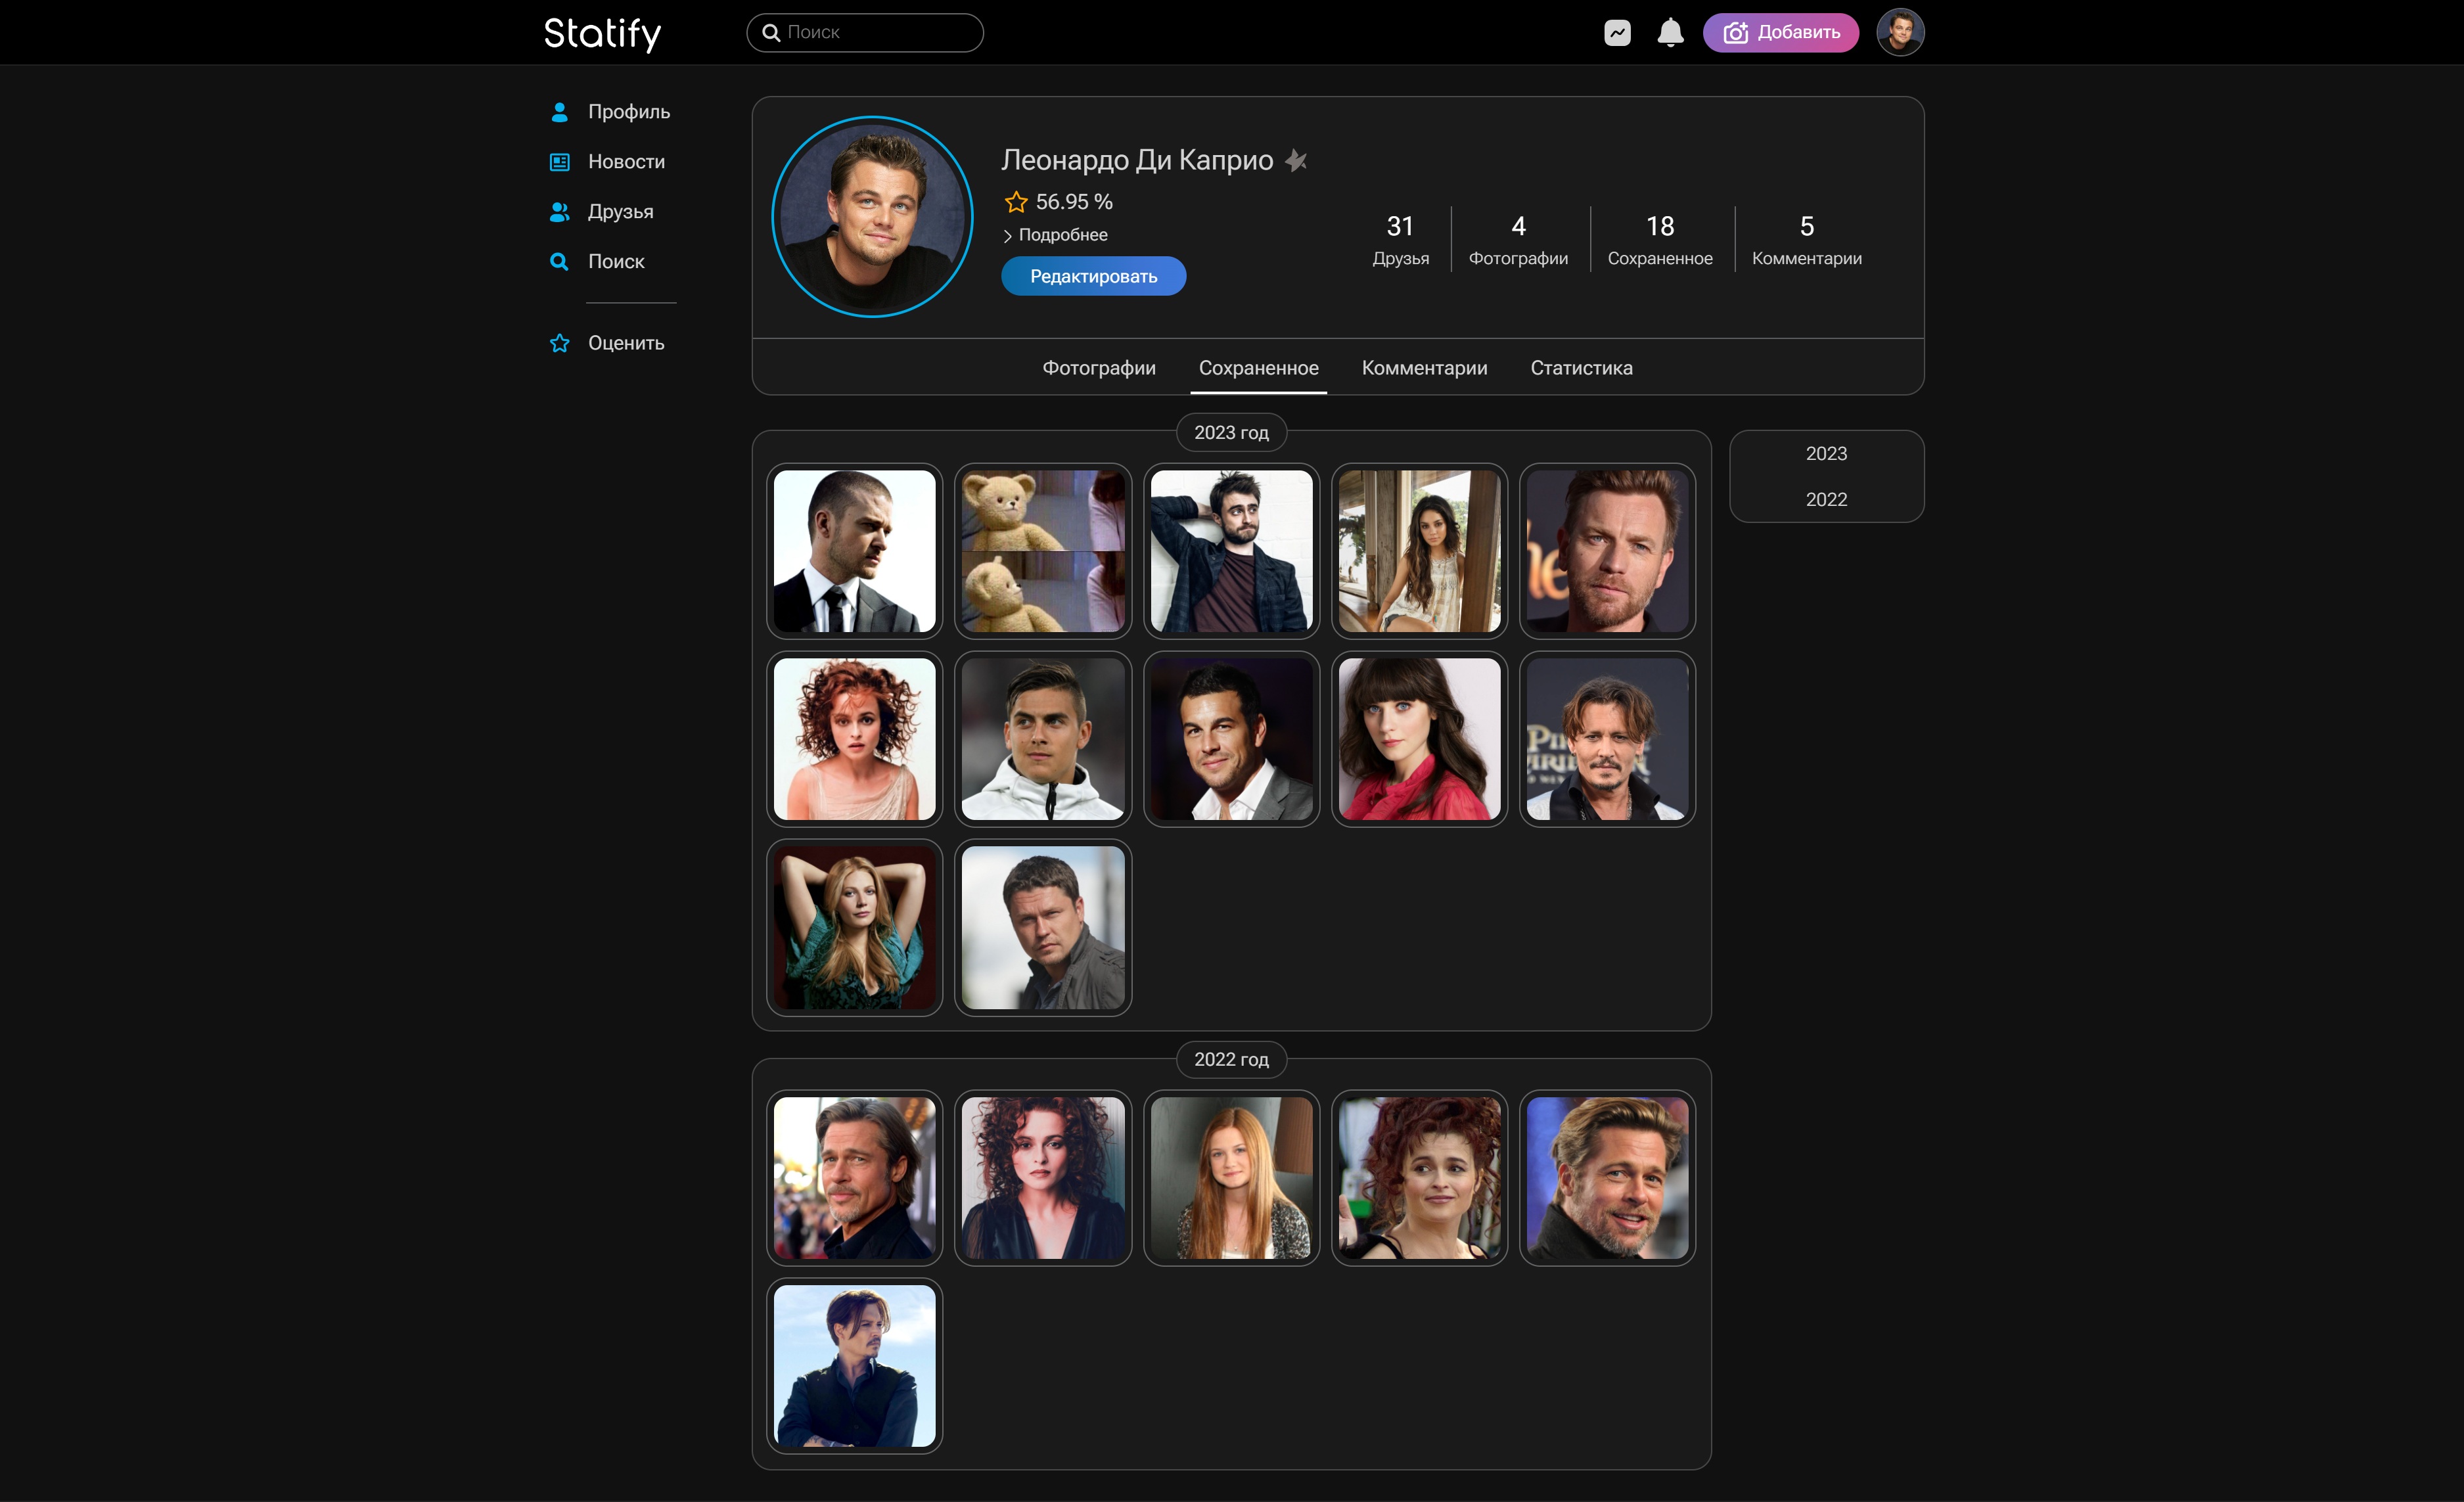 Statify
Поиск
Добавить
Профиль
Новости
Друзья
Поиск
Оценить
Леонардо Ди Каприо
56.95 %
Подробнее
Редактировать
31
Друзья
4
Фотографии
18
Сохраненное
5
Комментарии
Фотографии
Сохраненное
Комментарии
Статистика
2023 год
2023
2022
2022 год